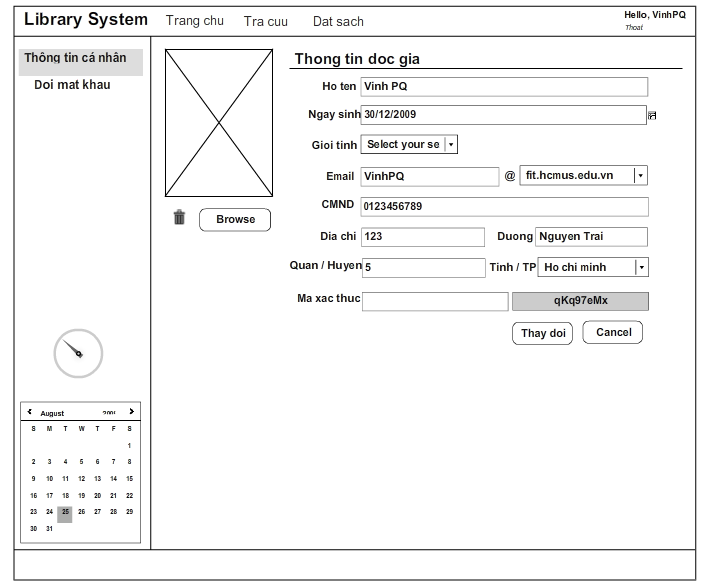 Library System Trang chu Tra cuu Dat sach Hello, VinhPQ
Thoat
Thông tin cá nhân
Doi mat khau
Thong tin doc gia
Ho ten Vinh PQ
Ngay sinh 30/12/2009
Gioi tinh Select your se
Email VinhPQ @ fit.hcmus.edu.vn
CMND 0123456789
Browse
Dia chi 123 Duong Nguyen Trai
Quan / Huyen 5 Tinh / TP Ho chi minh
Ma xac thuc qKq97eMx
Thay doi Cancel
August
S M T W T F S
1
2 3 4 5 6 7 8
9 10 11 12 13 14 15
16 17 18 19 20 21 22
23 24 25 26 27 28 29
30 31